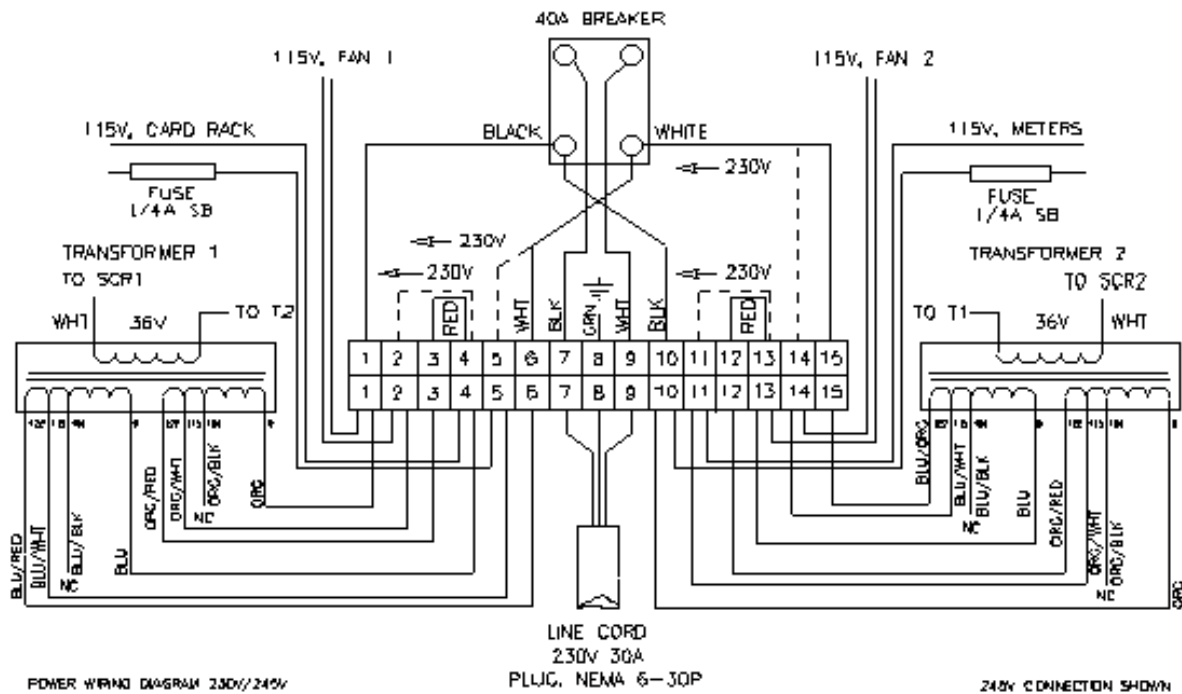 40A BREAKER
115V, FAN 1
115V, FAN 2
115V, CARD RACK
BLACK
WHITE
115V, METERS
230V
FUSE
1/4A SB
FUSE
1/4A SB
230V
TRANSFORMER 1
TO SCR1
230V
230V
TRANSFORMER 2
TO SCR2
WHT
36V
TO T2
RED
WHT
BLK
GRN
WHT
BLK
RED
TO T1
36V
WHT
1 2 3 4 5 6 7 8 9 10 11 12 13 14 15
1 2 3 4 5 6 7 8 9 10 11 12 13 14 15
BLU/RED
BLU/WHT
NC
BLU/BLK
BLU
ORG/RED
ORG/WHT
NC
ORG/BLK
ORG
BLU/ORG
BLU/WHT
NC
BLU/BLK
BLU
ORG/RED
ORG/WHT
NC
ORG/BLK
ORG
LINE CORD
230V 30A
PLUG, NEMA 6-30P
POWER WIRING DIAGRAM 230V/245V
248V CONNECTION SHOWN